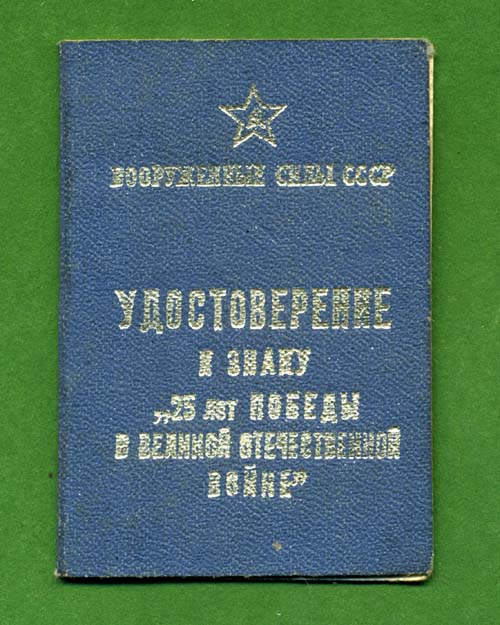 ВООРУЖЕННЫЕ СИЛЫ СССР
УДОСТОВЕРЕНИЕ
К ЗНАКУ
„25 лет ПОБЕДЫ
В ВЕЛИКОЙ ОТЕЧЕСТВЕННОЙ
ВОЙНЕ”